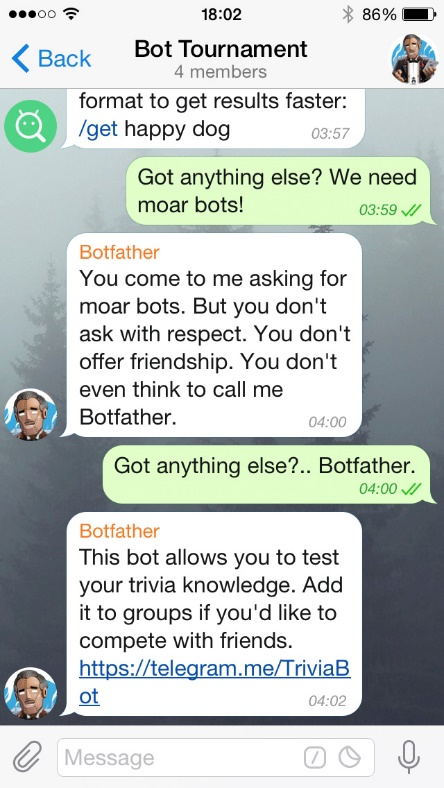 18:02
86%
Back
Bot Tournament
4 members
format to get results faster:
/get happy dog
03:57
Got anything else? We need
moar bots!
03:59
Botfather
You come to me asking for
moar bots. But you don't
ask with respect. You don't
offer friendship. You don't
even think to call me
Botfather.
04:00
Got anything else?.. Botfather.
04:00
Botfather
This bot allows you to test
your trivia knowledge. Add
it to groups if you'd like to
compete with friends.
https://telegram.me/TriviaB
ot
04:02
Message